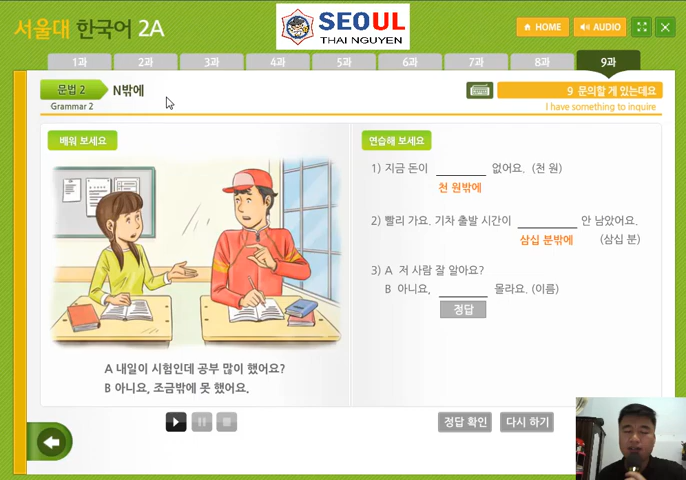 서울대 한국어 2A
SEOUL
THAI NGUYEN
HOME
AUDIO
1과
2과
3과
4과
5과
6과
7과
8과
9과
문법 2
N밖에
Grammar 2
9 문의할 게 있는데요
I have something to inquire
배워 보세요
A 내일이 시험인데 공부 많이 했어요?
B 아니요, 조금밖에 못 했어요.
연습해 보세요
1) 지금 돈이 ________ 없어요. (천 원)
천 원밖에
2) 빨리 가요. 기차 출발 시간이 __________ 안 남았어요.
삼십 분밖에 (삼십 분)
3) A 저 사람 잘 알아요?
B 아니요, ________ 몰라요. (이름)
정답
정답 확인
다시 하기